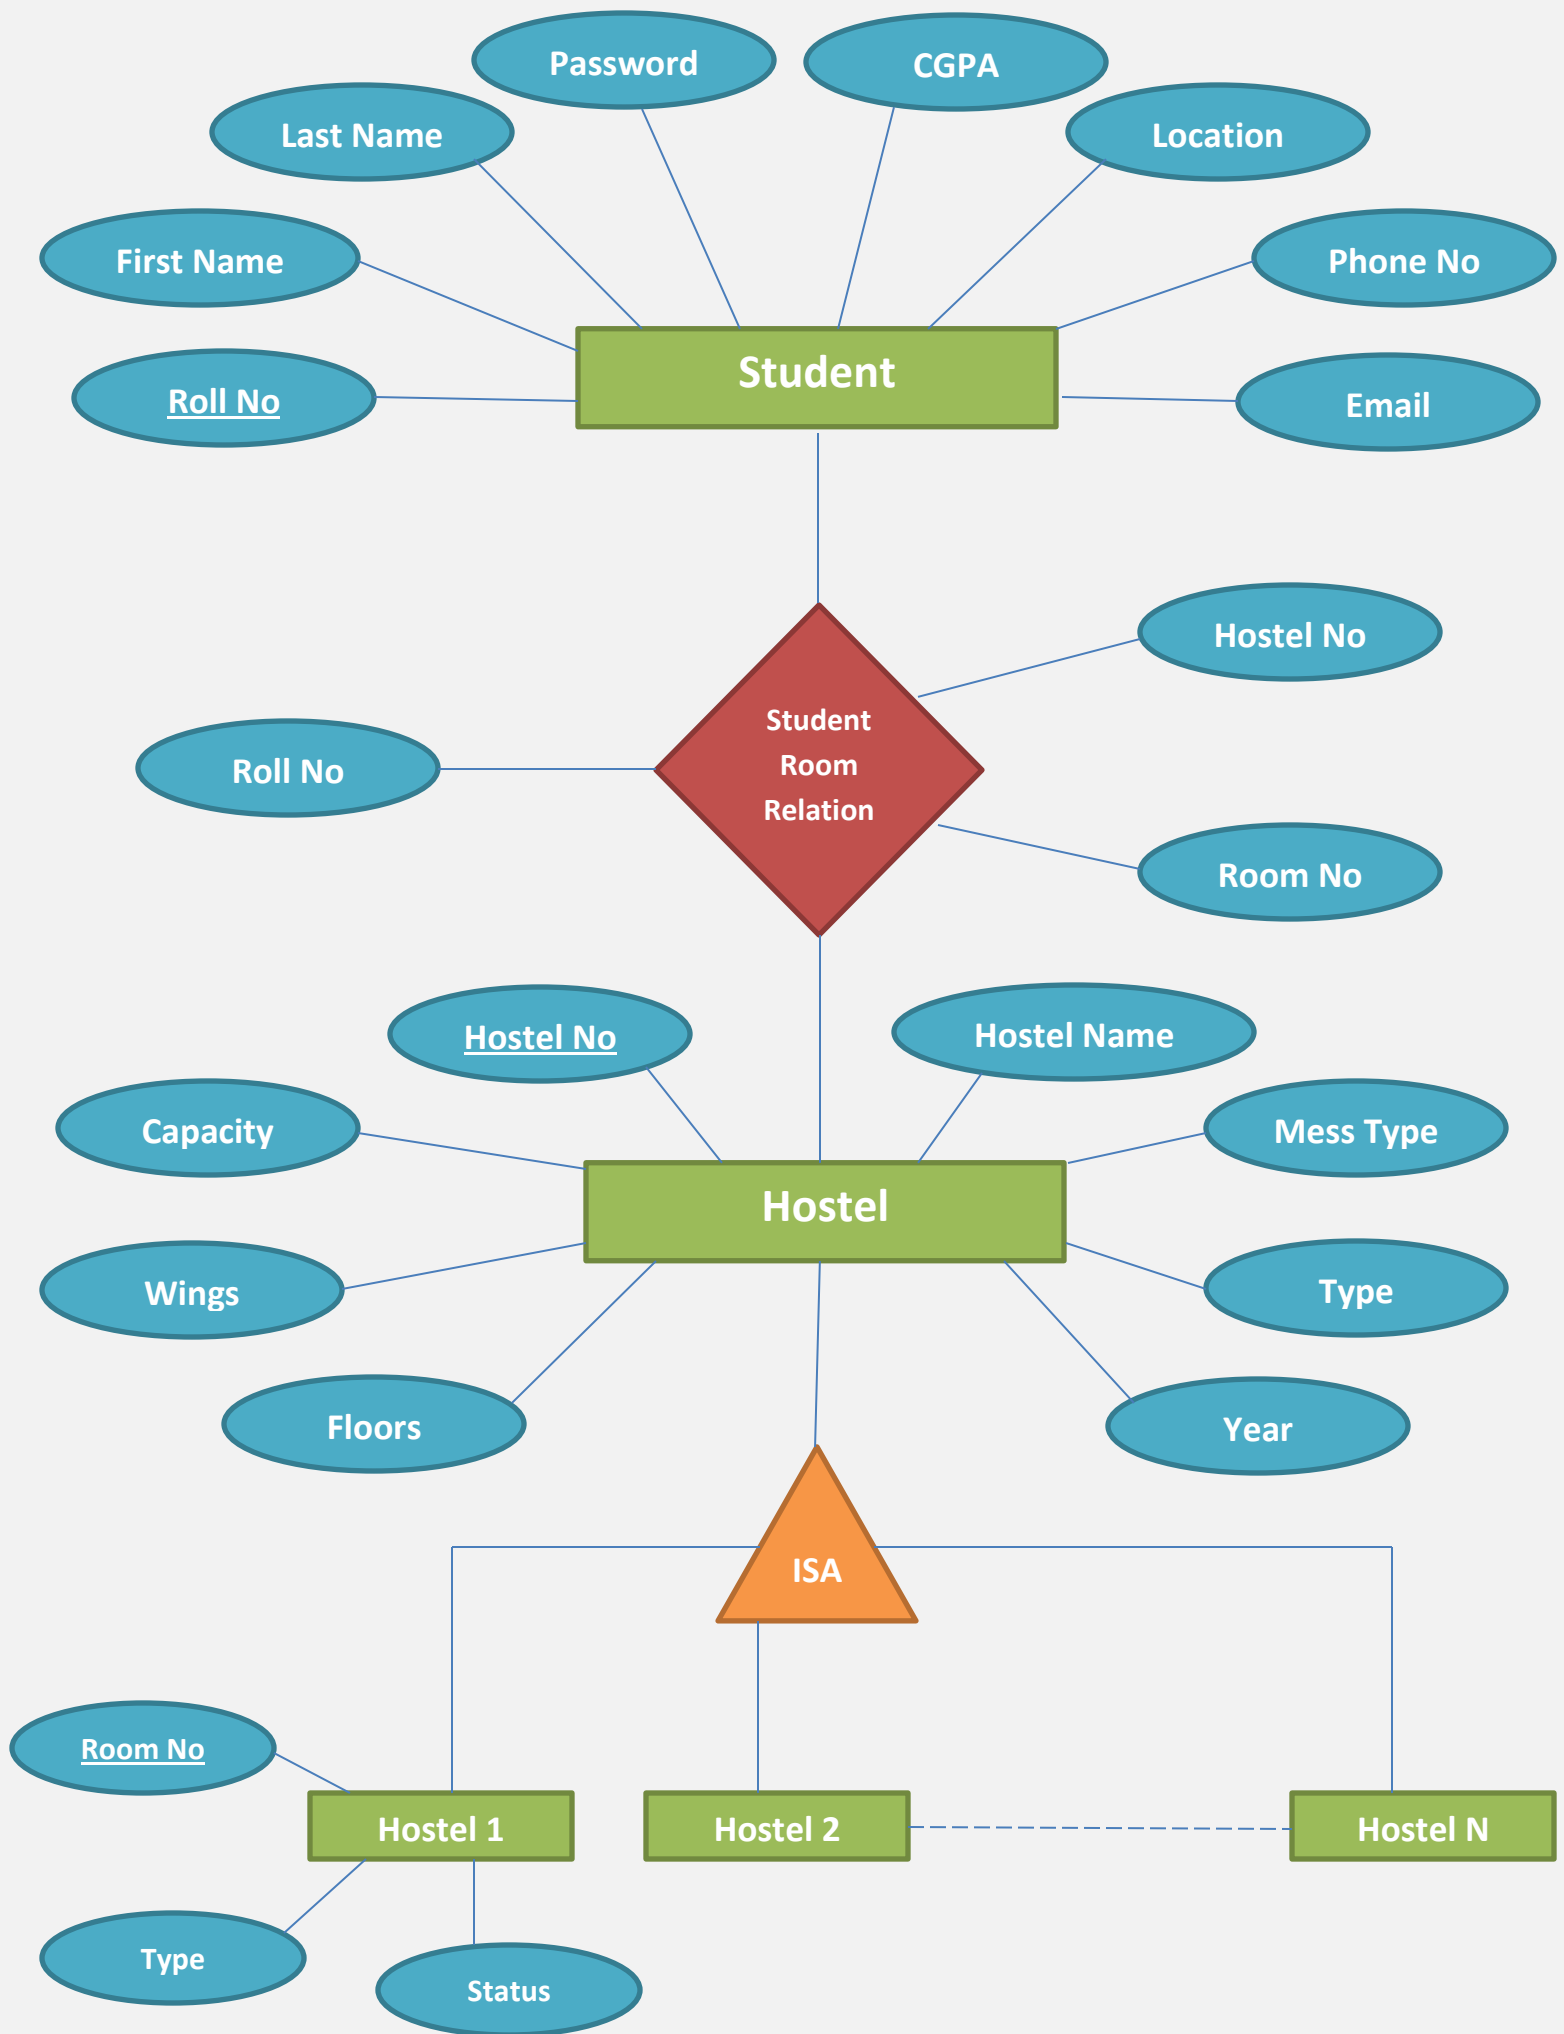 Password
CGPA
Last Name
Location
First Name
Phone No
Student
Roll No
Email
Hostel No
Student
Room
Relation
Roll No
Room No
Hostel No
Hostel Name
Capacity
Mess Type
Hostel
Wings
Type
Floors
Year
ISA
Room No
Hostel 1
Hostel 2
Hostel N
Type
Status